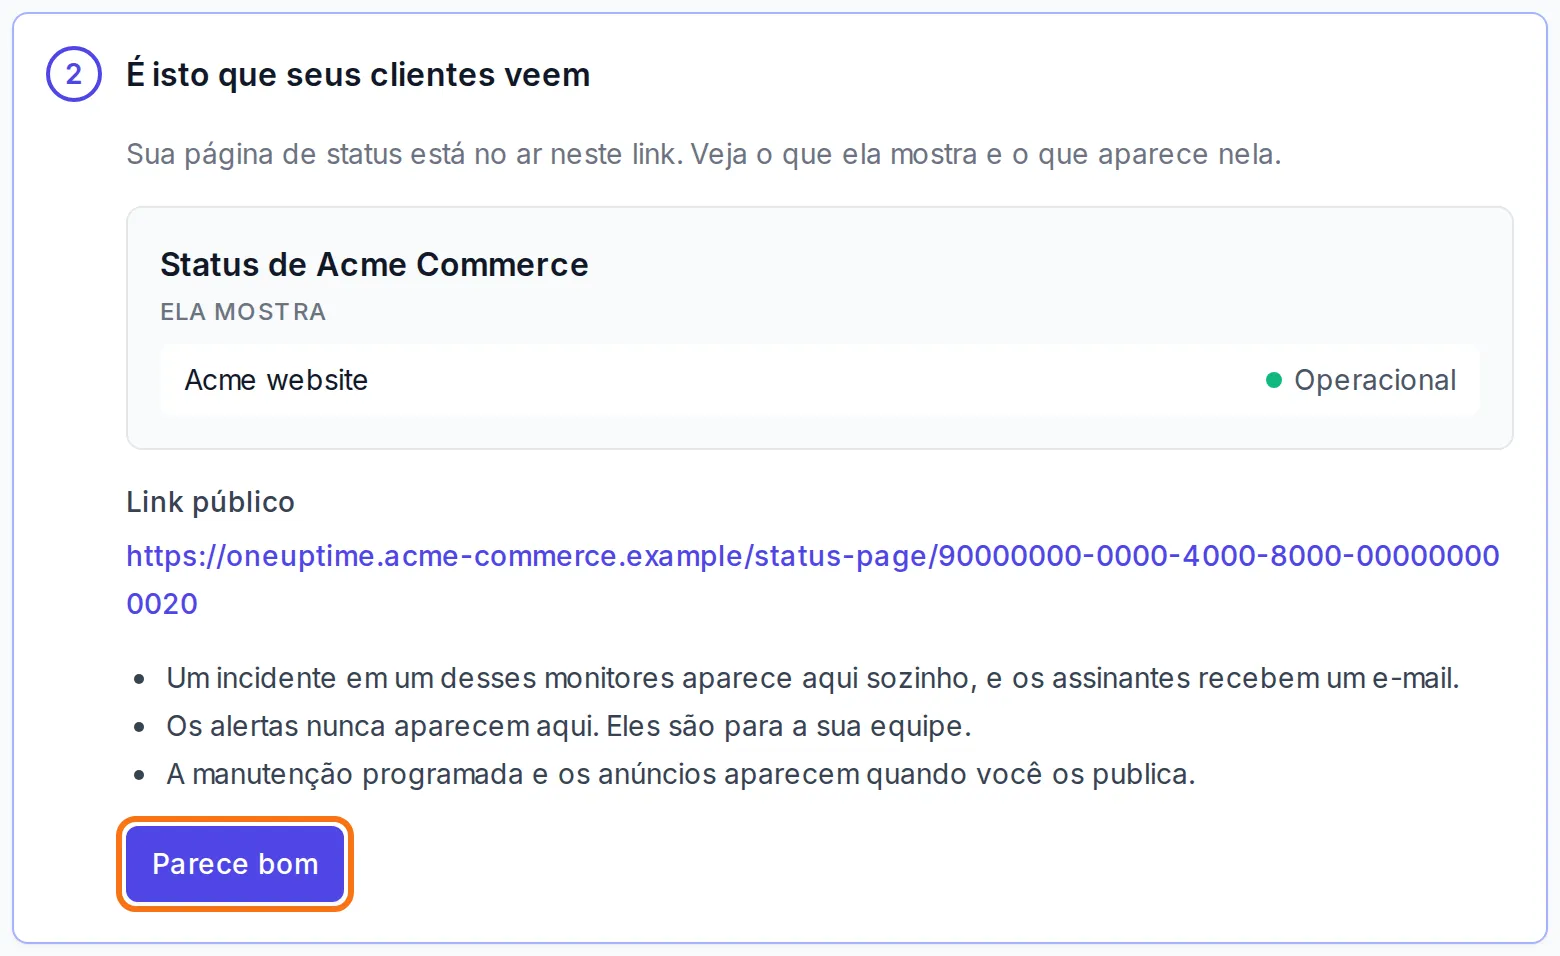 2
É isto que seus clientes veem
Sua página de status está no ar neste link. Veja o que ela mostra e o que aparece nela.
Status de Acme Commerce
ELA MOSTRA
Acme website
Operacional
Link público
https://oneuptime.acme-commerce.example/status-page/90000000-0000-4000-8000-00000000
0020
• Um incidente em um desses monitores aparece aqui sozinho, e os assinantes recebem um e-mail.
• Os alertas nunca aparecem aqui. Eles são para a sua equipe.
• A manutenção programada e os anúncios aparecem quando você os publica.
Parece bom